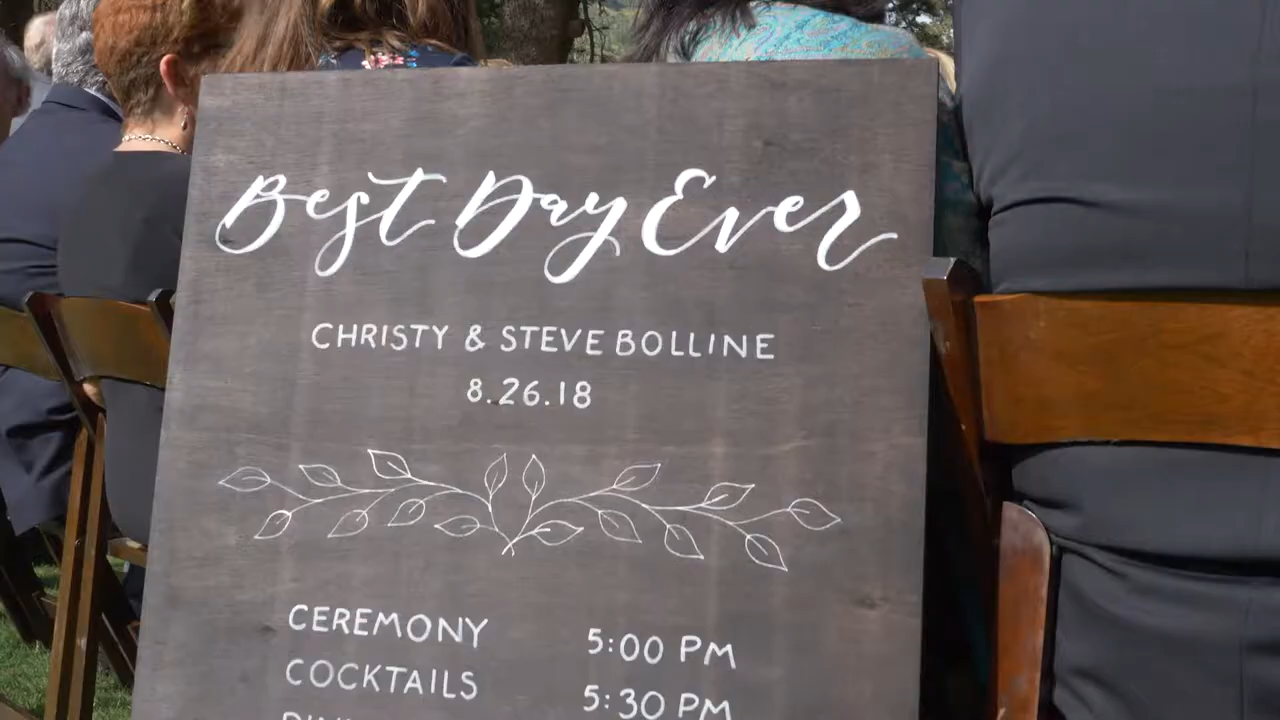 Best Day Ever
CHRISTY & STEVE BOLLINE
8.26.18
CEREMONY 5:00 PM
COCKTAILS 5:30 PM